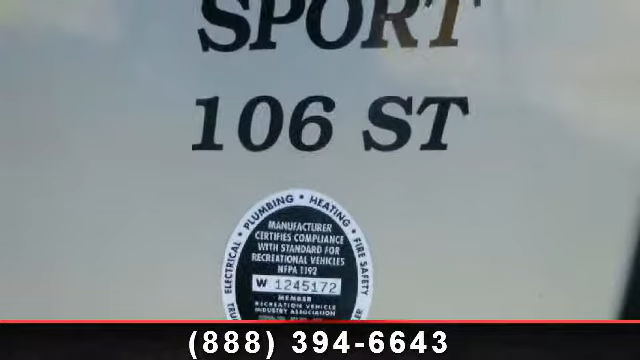 SPORT
106 ST
ELECTRICAL • PLUMBING • HEATING • FIRE SAFETY
MANUFACTURER
CERTIFIES COMPLIANCE
WITH STANDARD FOR
RECREATIONAL VEHICLES
NFPA 1192
W 1245172
MEMBER
RECREATION VEHICLE
INDUSTRY ASSOCIATION
(888) 394-6643